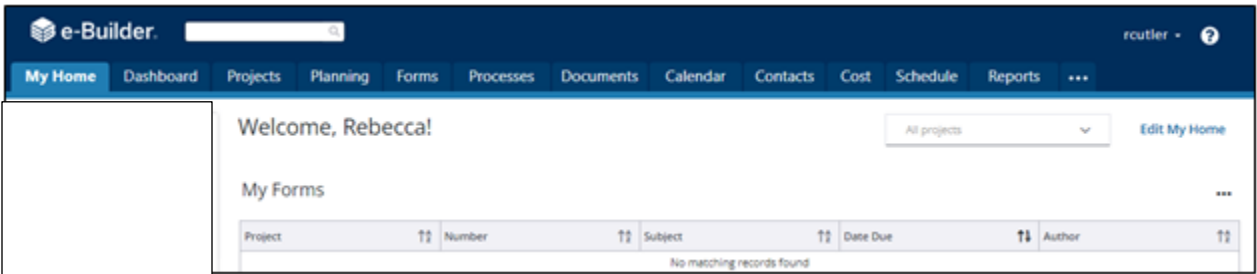 e-Builder.
rcutler
My Home Dashboard Projects Planning Forms Processes Documents Calendar Contacts Cost Schedule Reports
Welcome, Rebecca!
All projects
Edit My Home
My Forms
Project Number Subject Date Due Author
No matching records found